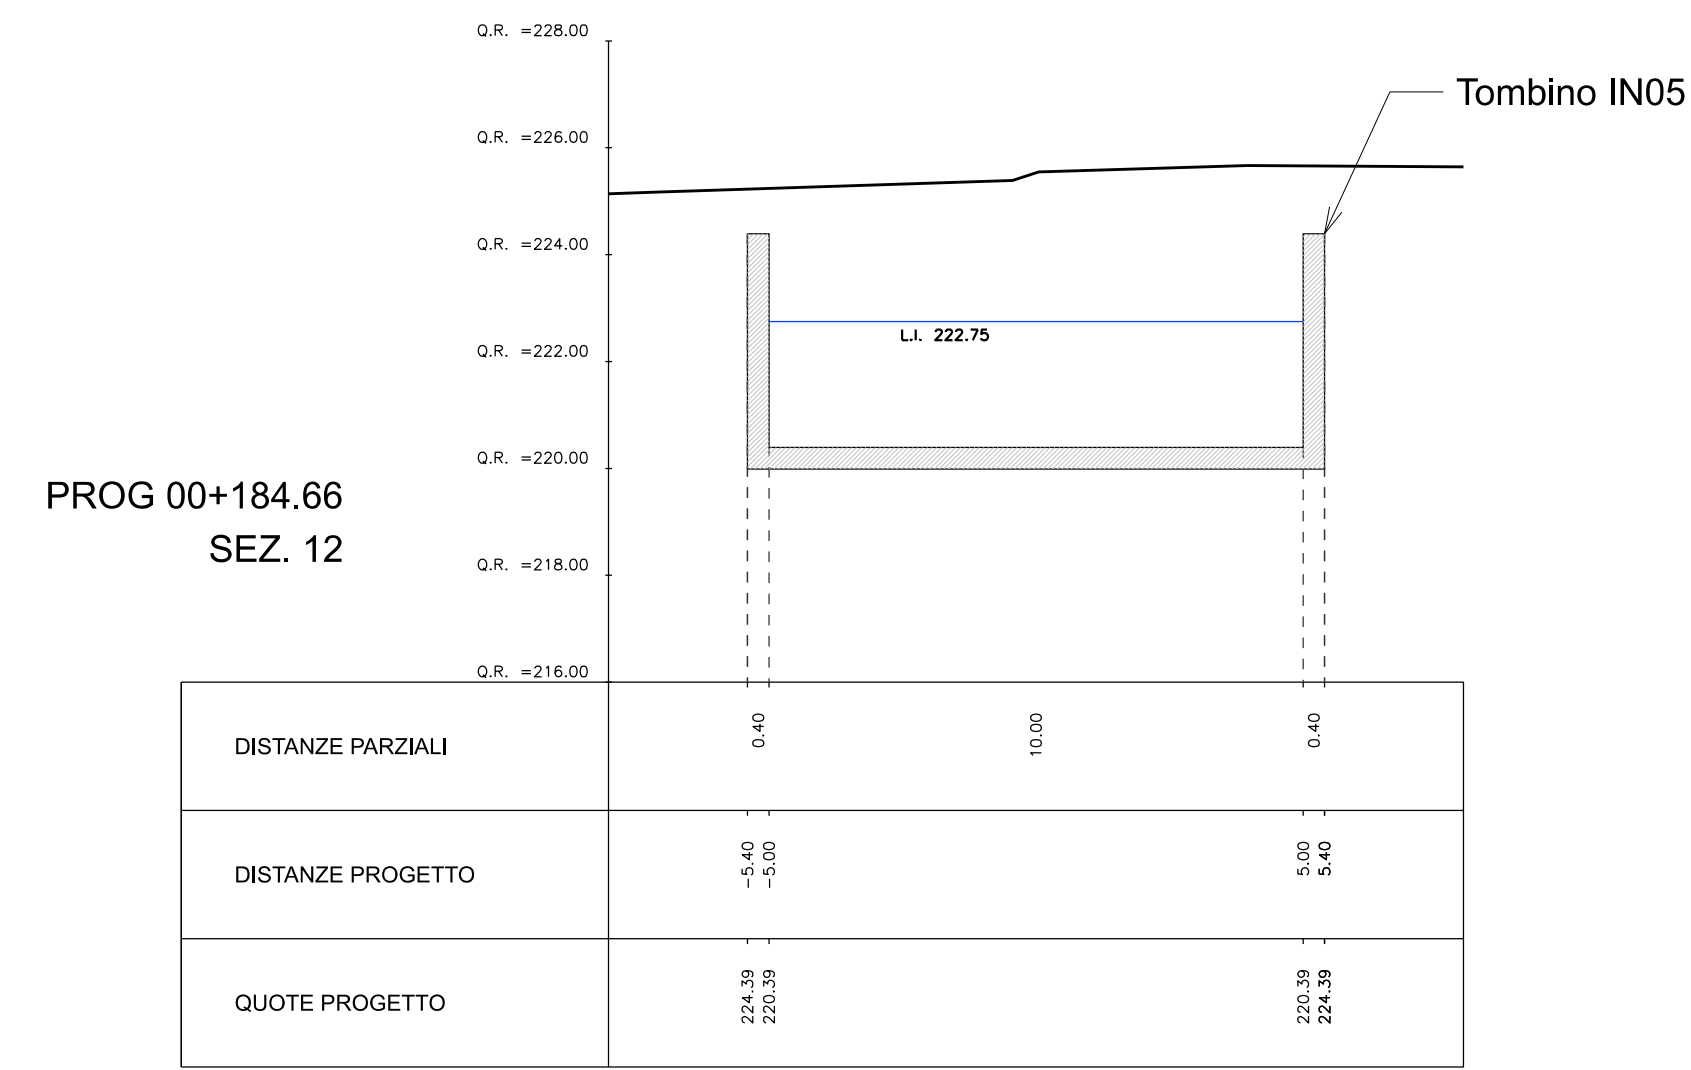 Q.R. =228.00
Tombino IN05
Q.R. =226.00
Q.R. =224.00
L.I. 222.75
Q.R. =222.00
Q.R. =220.00
PROG 00+184.66
SEZ. 12
Q.R. =218.00
Q.R. =216.00
DISTANZE PARZIALI
0.40
10.00
0.40
DISTANZE PROGETTO
-5.40
-5.00
5.00
5.40
QUOTE PROGETTO
224.39
220.39
220.39
224.39